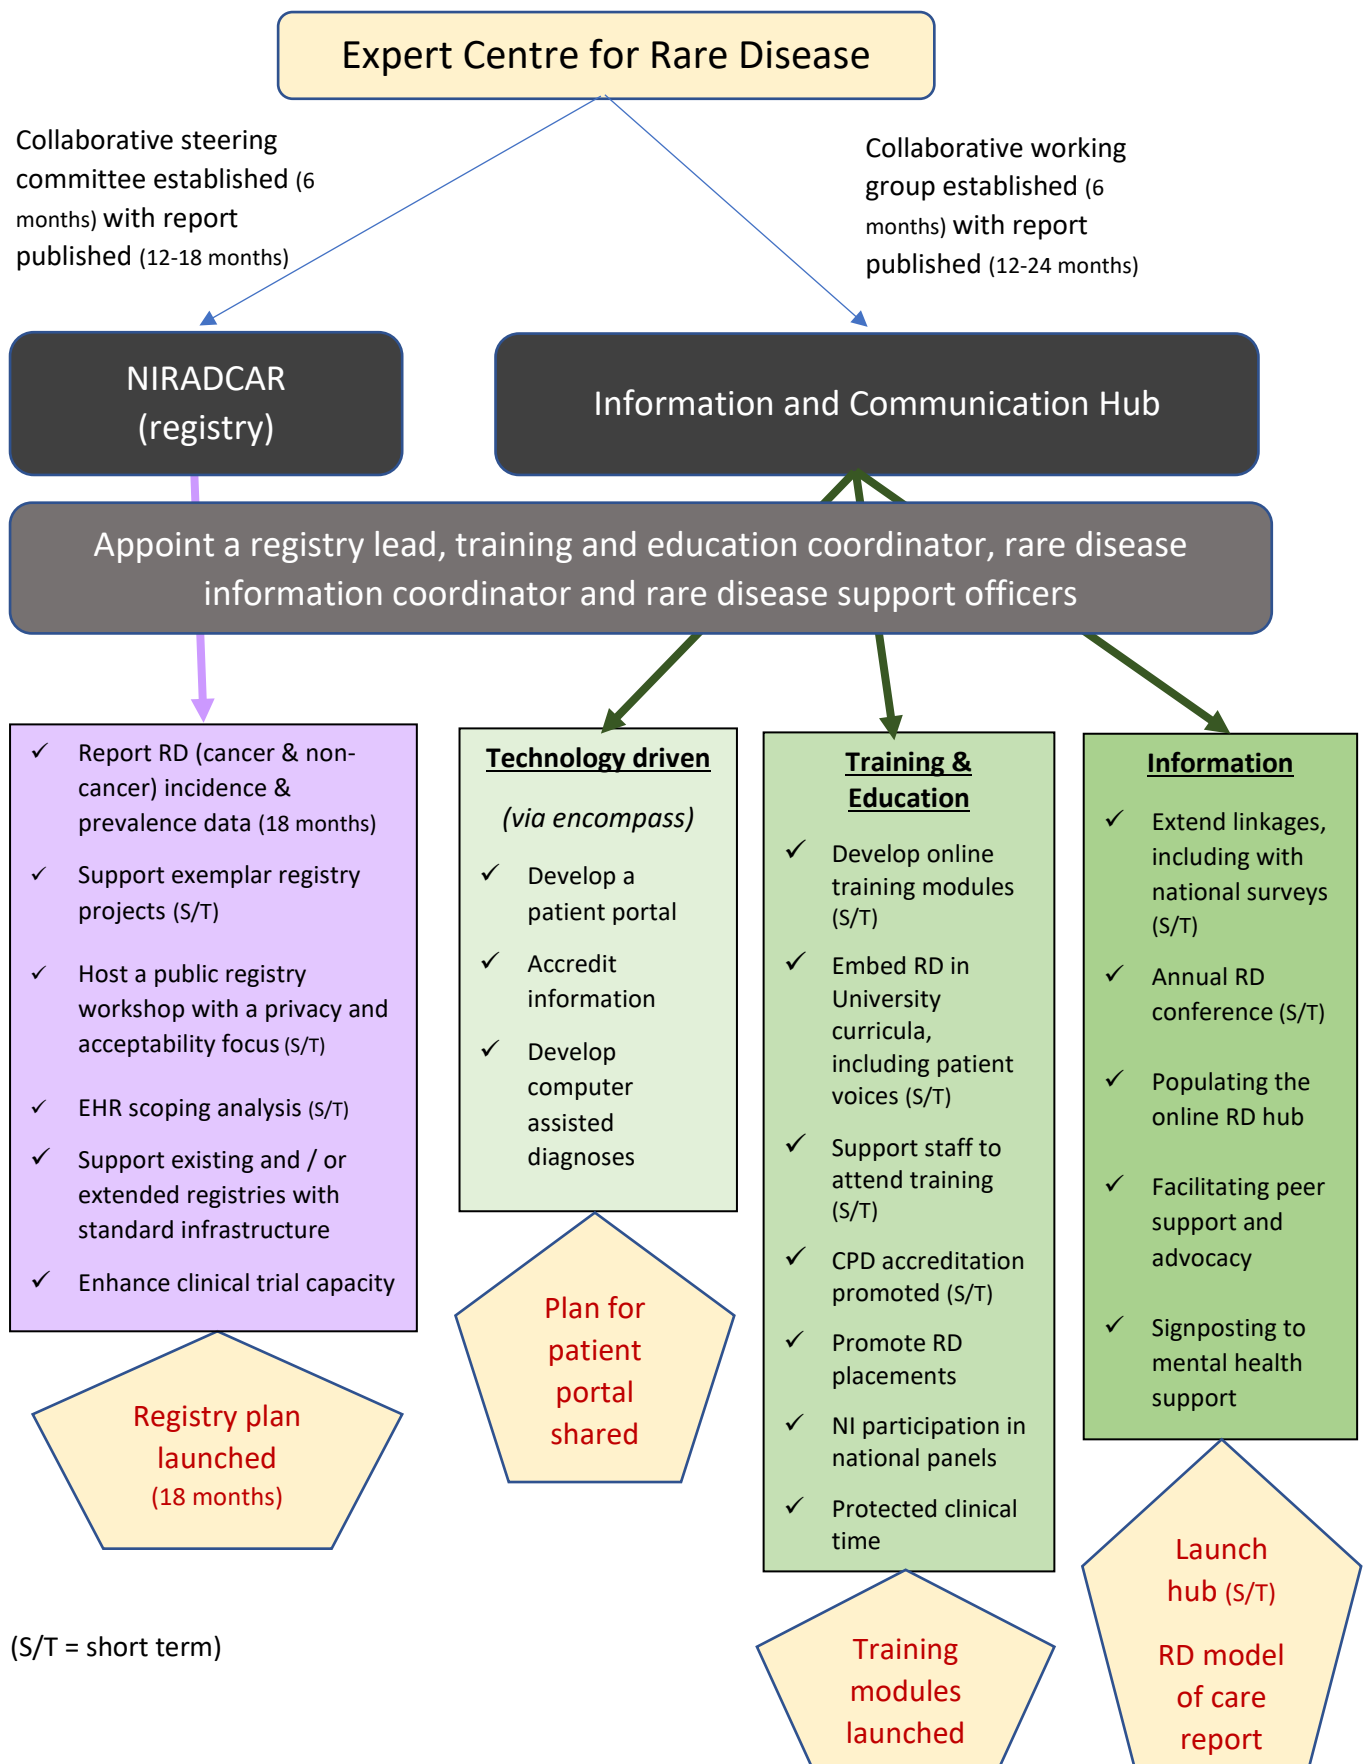 Expert Centre for Rare Disease
Collaborative steering
committee established (6
months) with report
published (12-18 months)
Collaborative working
group established (6
months) with report
published (12-24 months)
NIRADCAR
(registry)
Information and Communication Hub
Appoint a registry lead, training and education coordinator, rare disease
information coordinator and rare disease support officers
✓ Report RD (cancer & non-
cancer) incidence &
prevalence data (18 months)
✓ Support exemplar registry
projects (S/T)
✓ Host a public registry
workshop with a privacy and
acceptability focus (S/T)
✓ EHR scoping analysis (S/T)
✓ Support existing and / or
extended registries with
standard infrastructure
✓ Enhance clinical trial capacity
Registry plan
launched
(18 months)
Technology driven
(via encompass)
✓ Develop a
patient portal
✓ Accredit
information
✓ Develop
computer
assisted
diagnoses
Plan for
patient
portal
shared
Training &
Education
✓ Develop online
training modules
(S/T)
✓ Embed RD in
University
curricula,
including patient
voices (S/T)
✓ Support staff to
attend training
(S/T)
✓ CPD accreditation
promoted (S/T)
✓ Promote RD
placements
✓ NI participation in
national panels
✓ Protected clinical
time
Training
modules
launched
Information
✓ Extend linkages,
including with
national surveys
(S/T)
✓ Annual RD
conference (S/T)
✓ Populating the
online RD hub
✓ Facilitating peer
support and
advocacy
✓ Signposting to
mental health
support
Launch
hub (S/T)
RD model
of care
report
(S/T = short term)